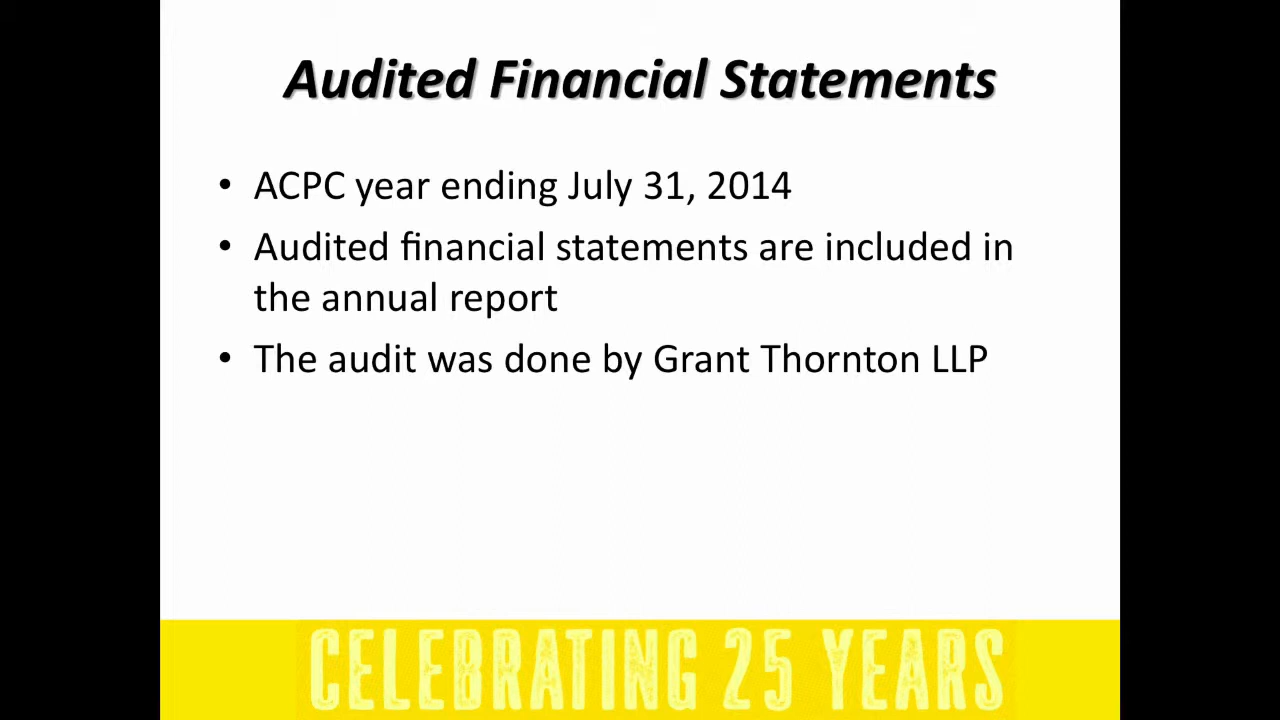 Audited Financial Statements
• ACPC year ending July 31, 2014
• Audited financial statements are included in
the annual report
• The audit was done by Grant Thornton LLP
CELEBRATING 25 YEARS